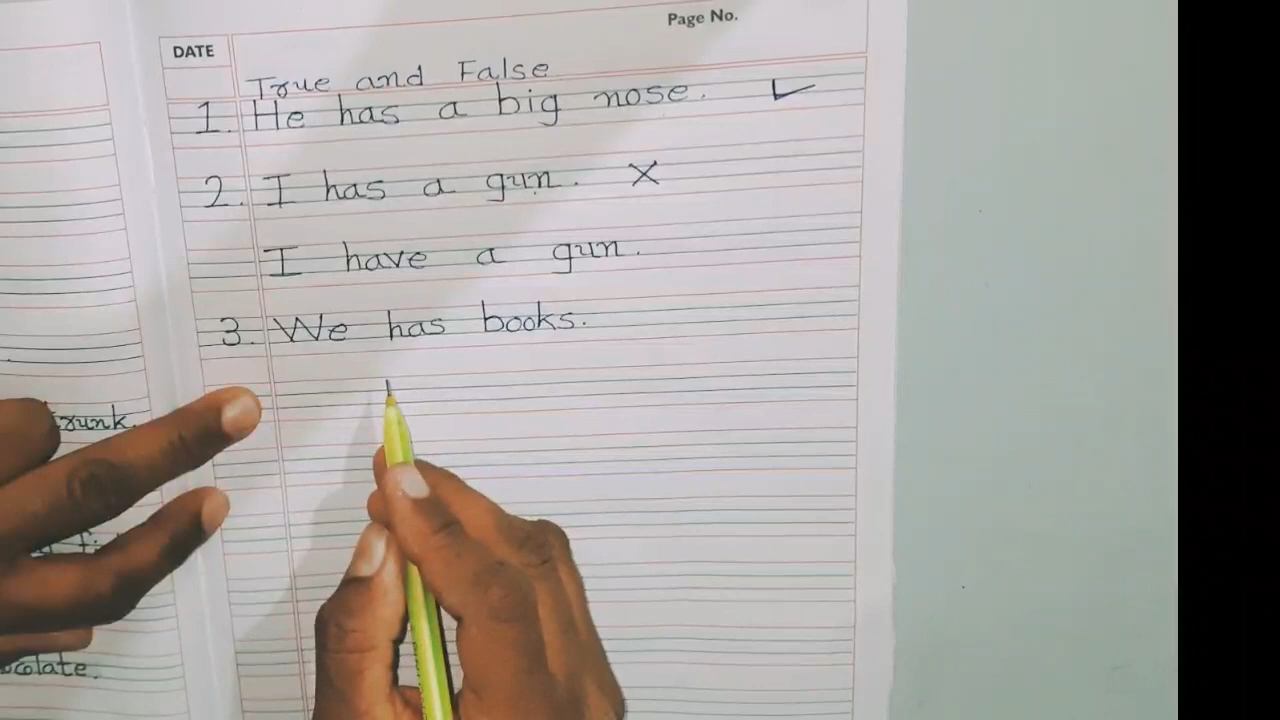 Page No.
DATE
True and False
1. He has a big nose. ✓
2. I has a gun. X
I have a gun.
3. We has books.
trunk.